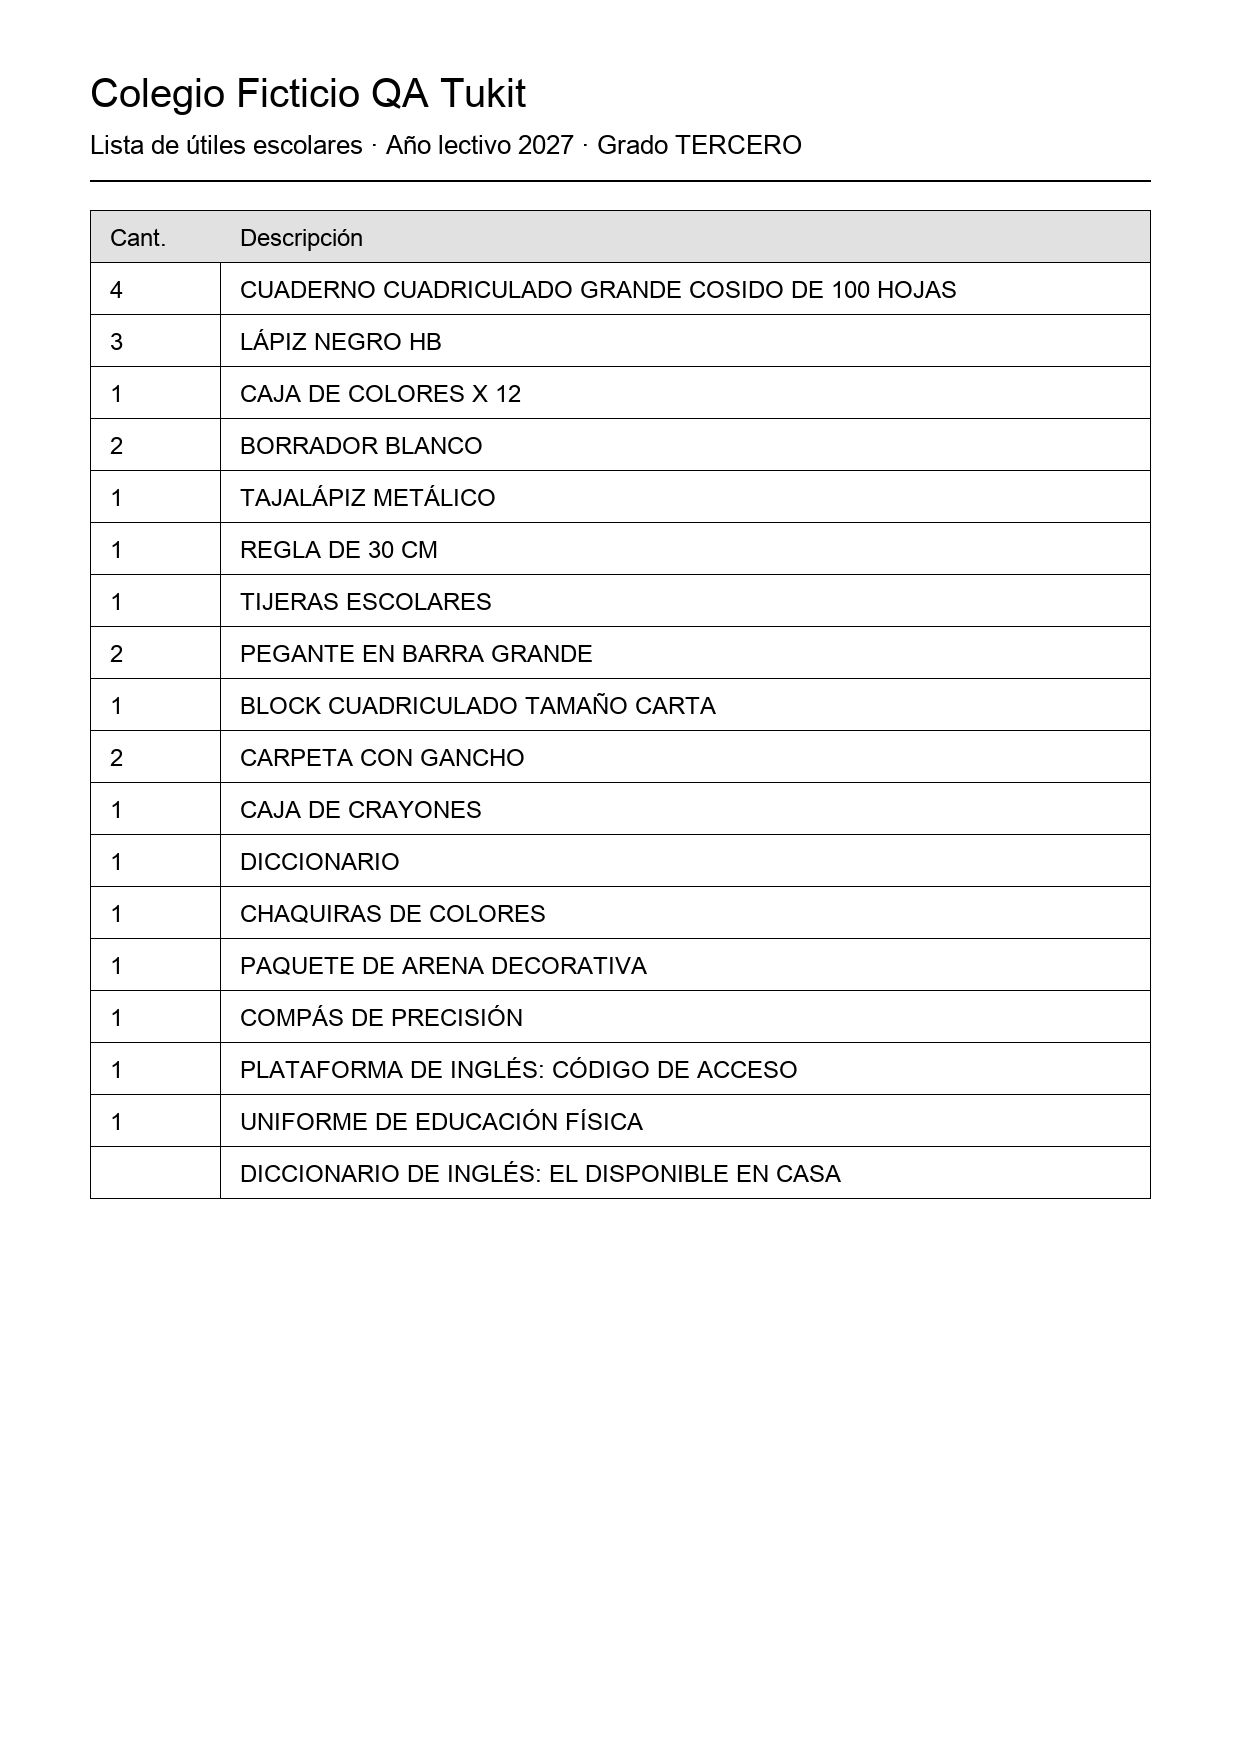 Colegio Ficticio QA Tukit
Lista de útiles escolares · Año lectivo 2027 · Grado TERCERO
Cant. Descripción
4 CUADERNO CUADRICULADO GRANDE COSIDO DE 100 HOJAS
3 LÁPIZ NEGRO HB
1 CAJA DE COLORES X 12
2 BORRADOR BLANCO
1 TAJALÁPIZ METÁLICO
1 REGLA DE 30 CM
1 TIJERAS ESCOLARES
2 PEGANTE EN BARRA GRANDE
1 BLOCK CUADRICULADO TAMAÑO CARTA
2 CARPETA CON GANCHO
1 CAJA DE CRAYONES
1 DICCIONARIO
1 CHAQUIRAS DE COLORES
1 PAQUETE DE ARENA DECORATIVA
1 COMPÁS DE PRECISIÓN
1 PLATAFORMA DE INGLÉS: CÓDIGO DE ACCESO
1 UNIFORME DE EDUCACIÓN FÍSICA
DICCIONARIO DE INGLÉS: EL DISPONIBLE EN CASA